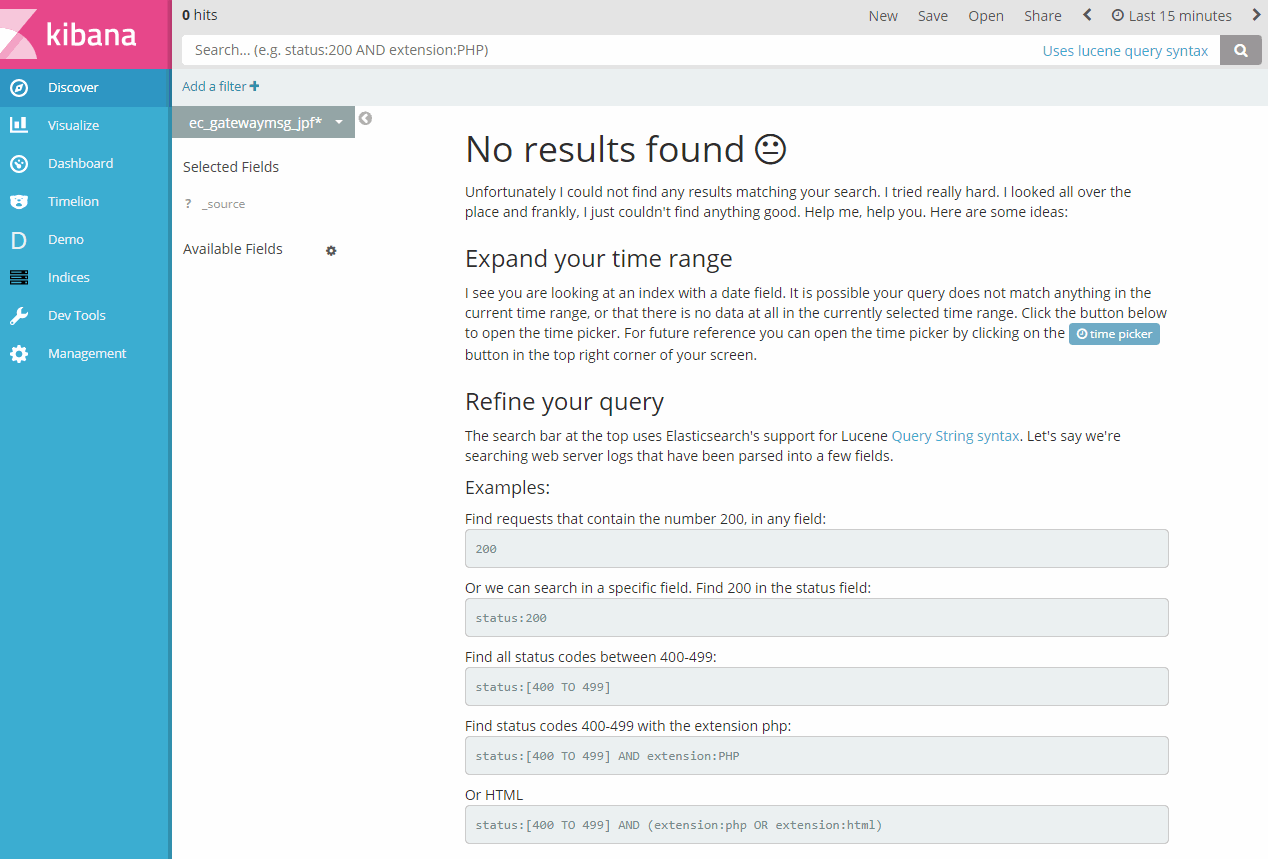 kibana
Discover
Visualize
Dashboard
Timelion
Demo
Indices
Dev Tools
Management
0 hits
New Save Open Share Last 15 minutes
Search... (e.g. status:200 AND extension:PHP) Uses lucene query syntax
Add a filter
ec_gatewaymsg_jpf*
Selected Fields
? _source
Available Fields
No results found
Unfortunately I could not find any results matching your search. I tried really hard. I looked all over the
place and frankly, I just couldn't find anything good. Help me, help you. Here are some ideas:
Expand your time range
I see you are looking at an index with a date field. It is possible your query does not match anything in the
current time range, or that there is no data at all in the currently selected time range. Click the button below
to open the time picker. For future reference you can open the time picker by clicking on the time picker
button in the top right corner of your screen.
Refine your query
The search bar at the top uses Elasticsearch's support for Lucene Query String syntax. Let's say we're
searching web server logs that have been parsed into a few fields.
Examples:
Find requests that contain the number 200, in any field:
200
Or we can search in a specific field. Find 200 in the status field:
status:200
Find all status codes between 400-499:
status:[400 TO 499]
Find status codes 400-499 with the extension php:
status:[400 TO 499] AND extension:PHP
Or HTML
status:[400 TO 499] AND (extension:php OR extension:html)